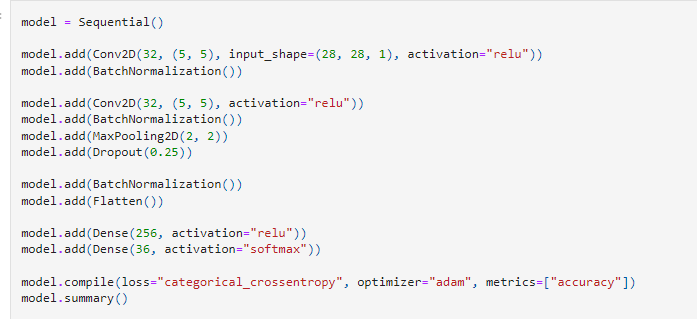 model = Sequential()
model.add(Conv2D(32, (5, 5), input_shape=(28, 28, 1), activation="relu"))
model.add(BatchNormalization())
model.add(Conv2D(32, (5, 5), activation="relu"))
model.add(BatchNormalization())
model.add(MaxPooling2D(2, 2))
model.add(Dropout(0.25))
model.add(BatchNormalization())
model.add(Flatten())
model.add(Dense(256, activation="relu"))
model.add(Dense(36, activation="softmax"))
model.compile(loss="categorical_crossentropy", optimizer="adam", metrics=["accuracy"])
model.summary()